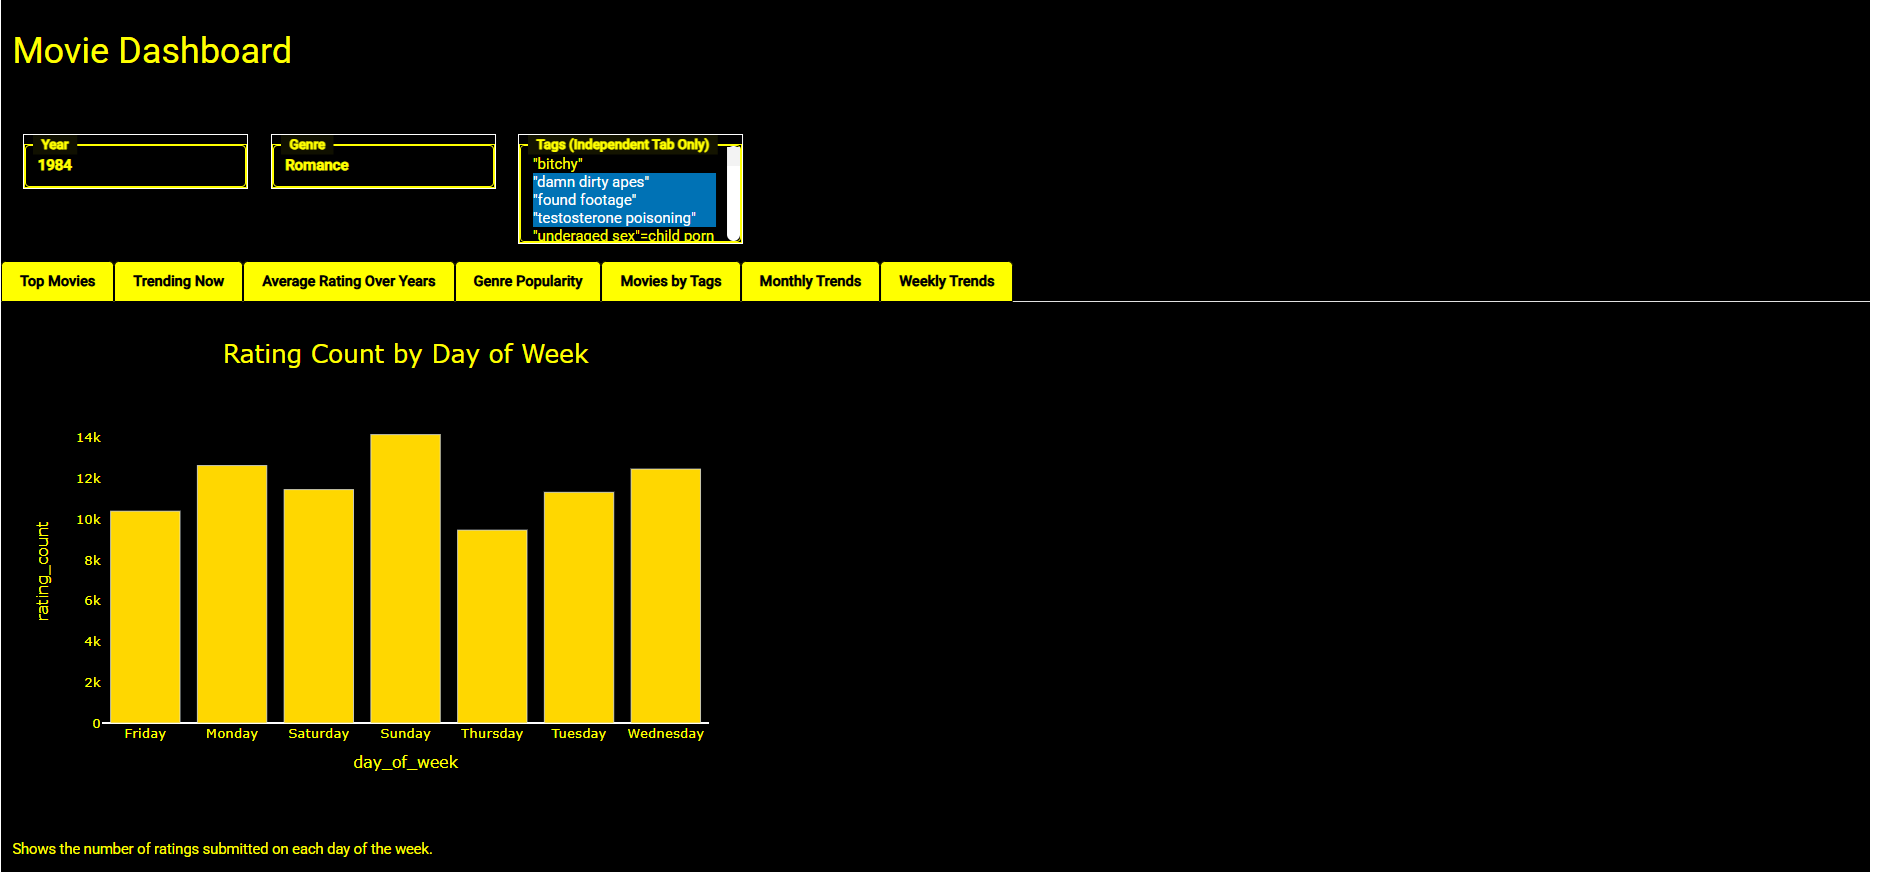 Movie Dashboard
Year
1984
Genre
Romance
Tags (Independent Tab Only)
"bitchy"
"damn dirty apes"
"found footage"
"testosterone poisoning"
"underaged sex"=child porn
Top Movies
Trending Now
Average Rating Over Years
Genre Popularity
Movies by Tags
Monthly Trends
Weekly Trends
Rating Count by Day of Week
14k
12k
10k
8k
6k
4k
2k
0
rating_count
Friday
Monday
Saturday
Sunday
Thursday
Tuesday
Wednesday
day_of_week
Shows the number of ratings submitted on each day of the week.